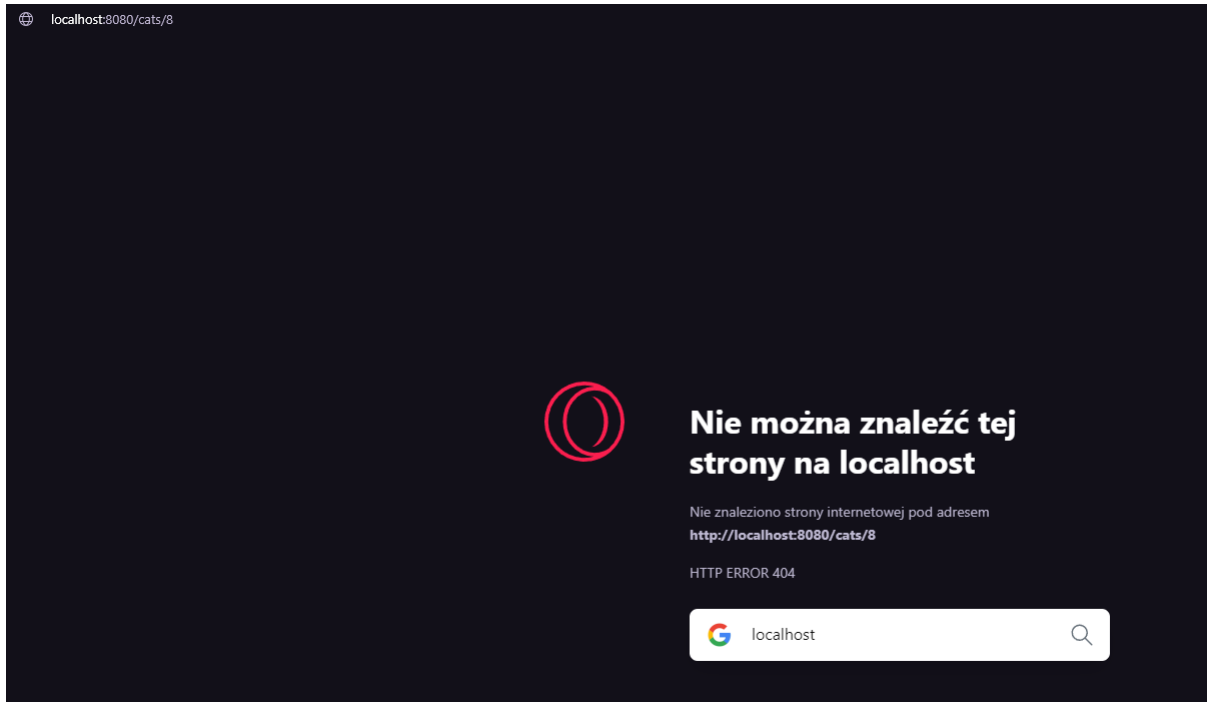 localhost:8080/cats/8
Nie można znaleźć tej
strony na localhost
Nie znaleziono strony internetowej pod adresem
http://localhost:8080/cats/8
HTTP ERROR 404
localhost